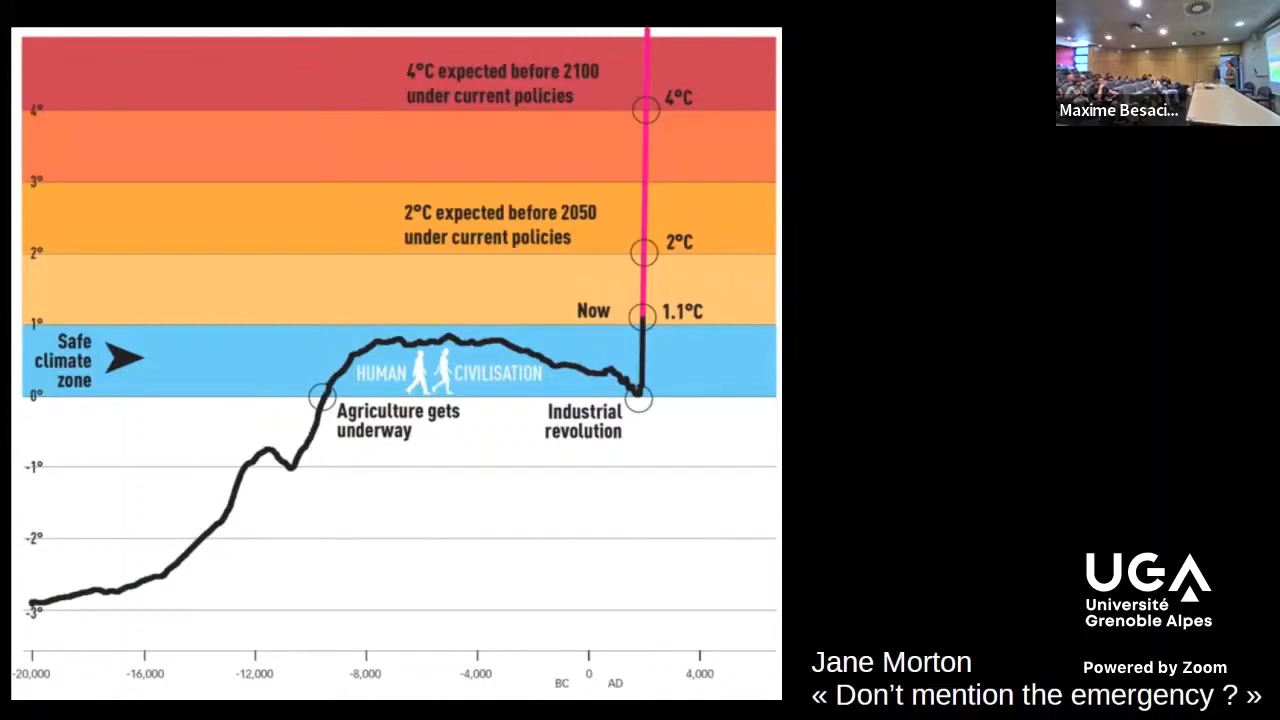 4°C expected before 2100
under current policies
4°C
4°
3°
2°C expected before 2050
under current policies
2°C
2°
Now
1.1°C
1°
Safe
climate
zone
HUMAN CIVILISATION
0°
Agriculture gets
underway
Industrial
revolution
-1°
-2°
-3°
-20,000 -16,000 -12,000 -8,000 -4,000 0 4,000
BC AD
Maxime Besaci...
UGA
Université
Grenoble Alpes
Jane Morton
Powered by Zoom
« Don't mention the emergency ? »